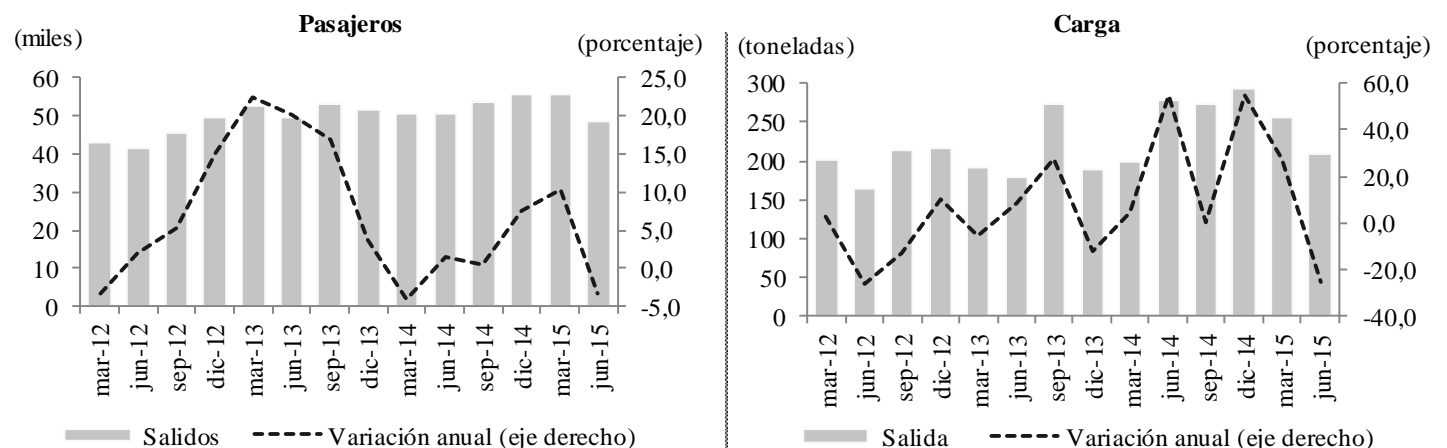 Pasajeros
(miles)
(porcentaje)
60
50
40
30
20
10
0
25,0
20,0
15,0
10,0
5,0
0,0
-5,0
mar-12
jun-12
sep-12
dic-12
mar-13
jun-13
sep-13
dic-13
mar-14
jun-14
sep-14
dic-14
mar-15
jun-15
Salidos
Variación anual (eje derecho)
Carga
(toneladas)
(porcentaje)
300
250
200
150
100
50
0
60,0
40,0
20,0
0,0
-20,0
-40,0
mar-12
jun-12
sep-12
dic-12
mar-13
jun-13
sep-13
dic-13
mar-14
jun-14
sep-14
dic-14
mar-15
jun-15
Salida
Variación anual (eje derecho)